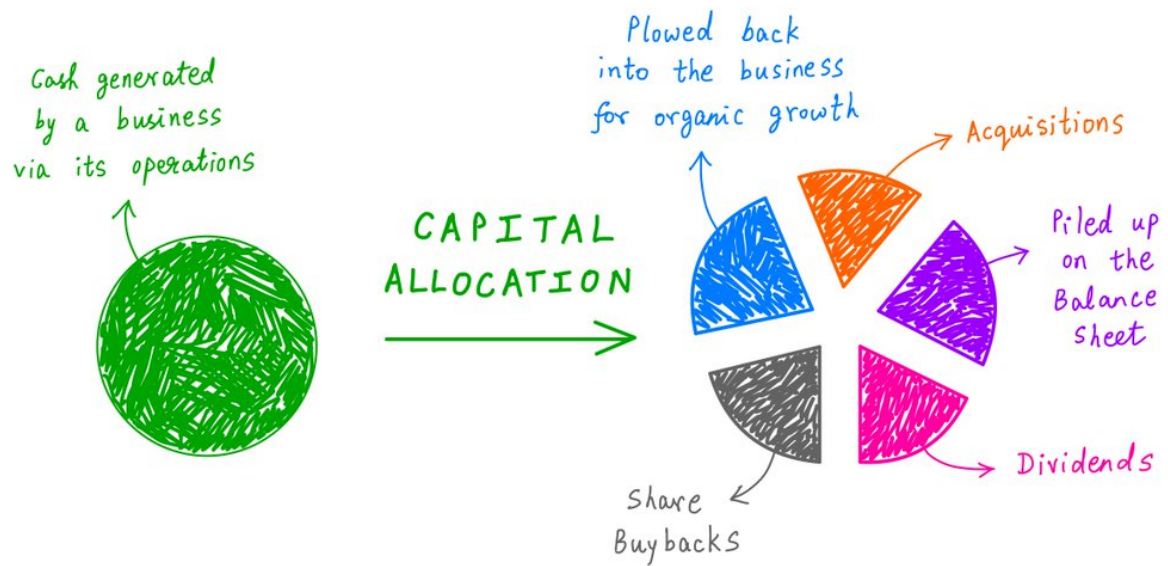 Cash generated
by a business
via its operations
CAPITAL
ALLOCATION
Plowed back
into the business
for organic growth
Acquisitions
Piled up
on the
Balance
Sheet
Dividends
Share
Buybacks